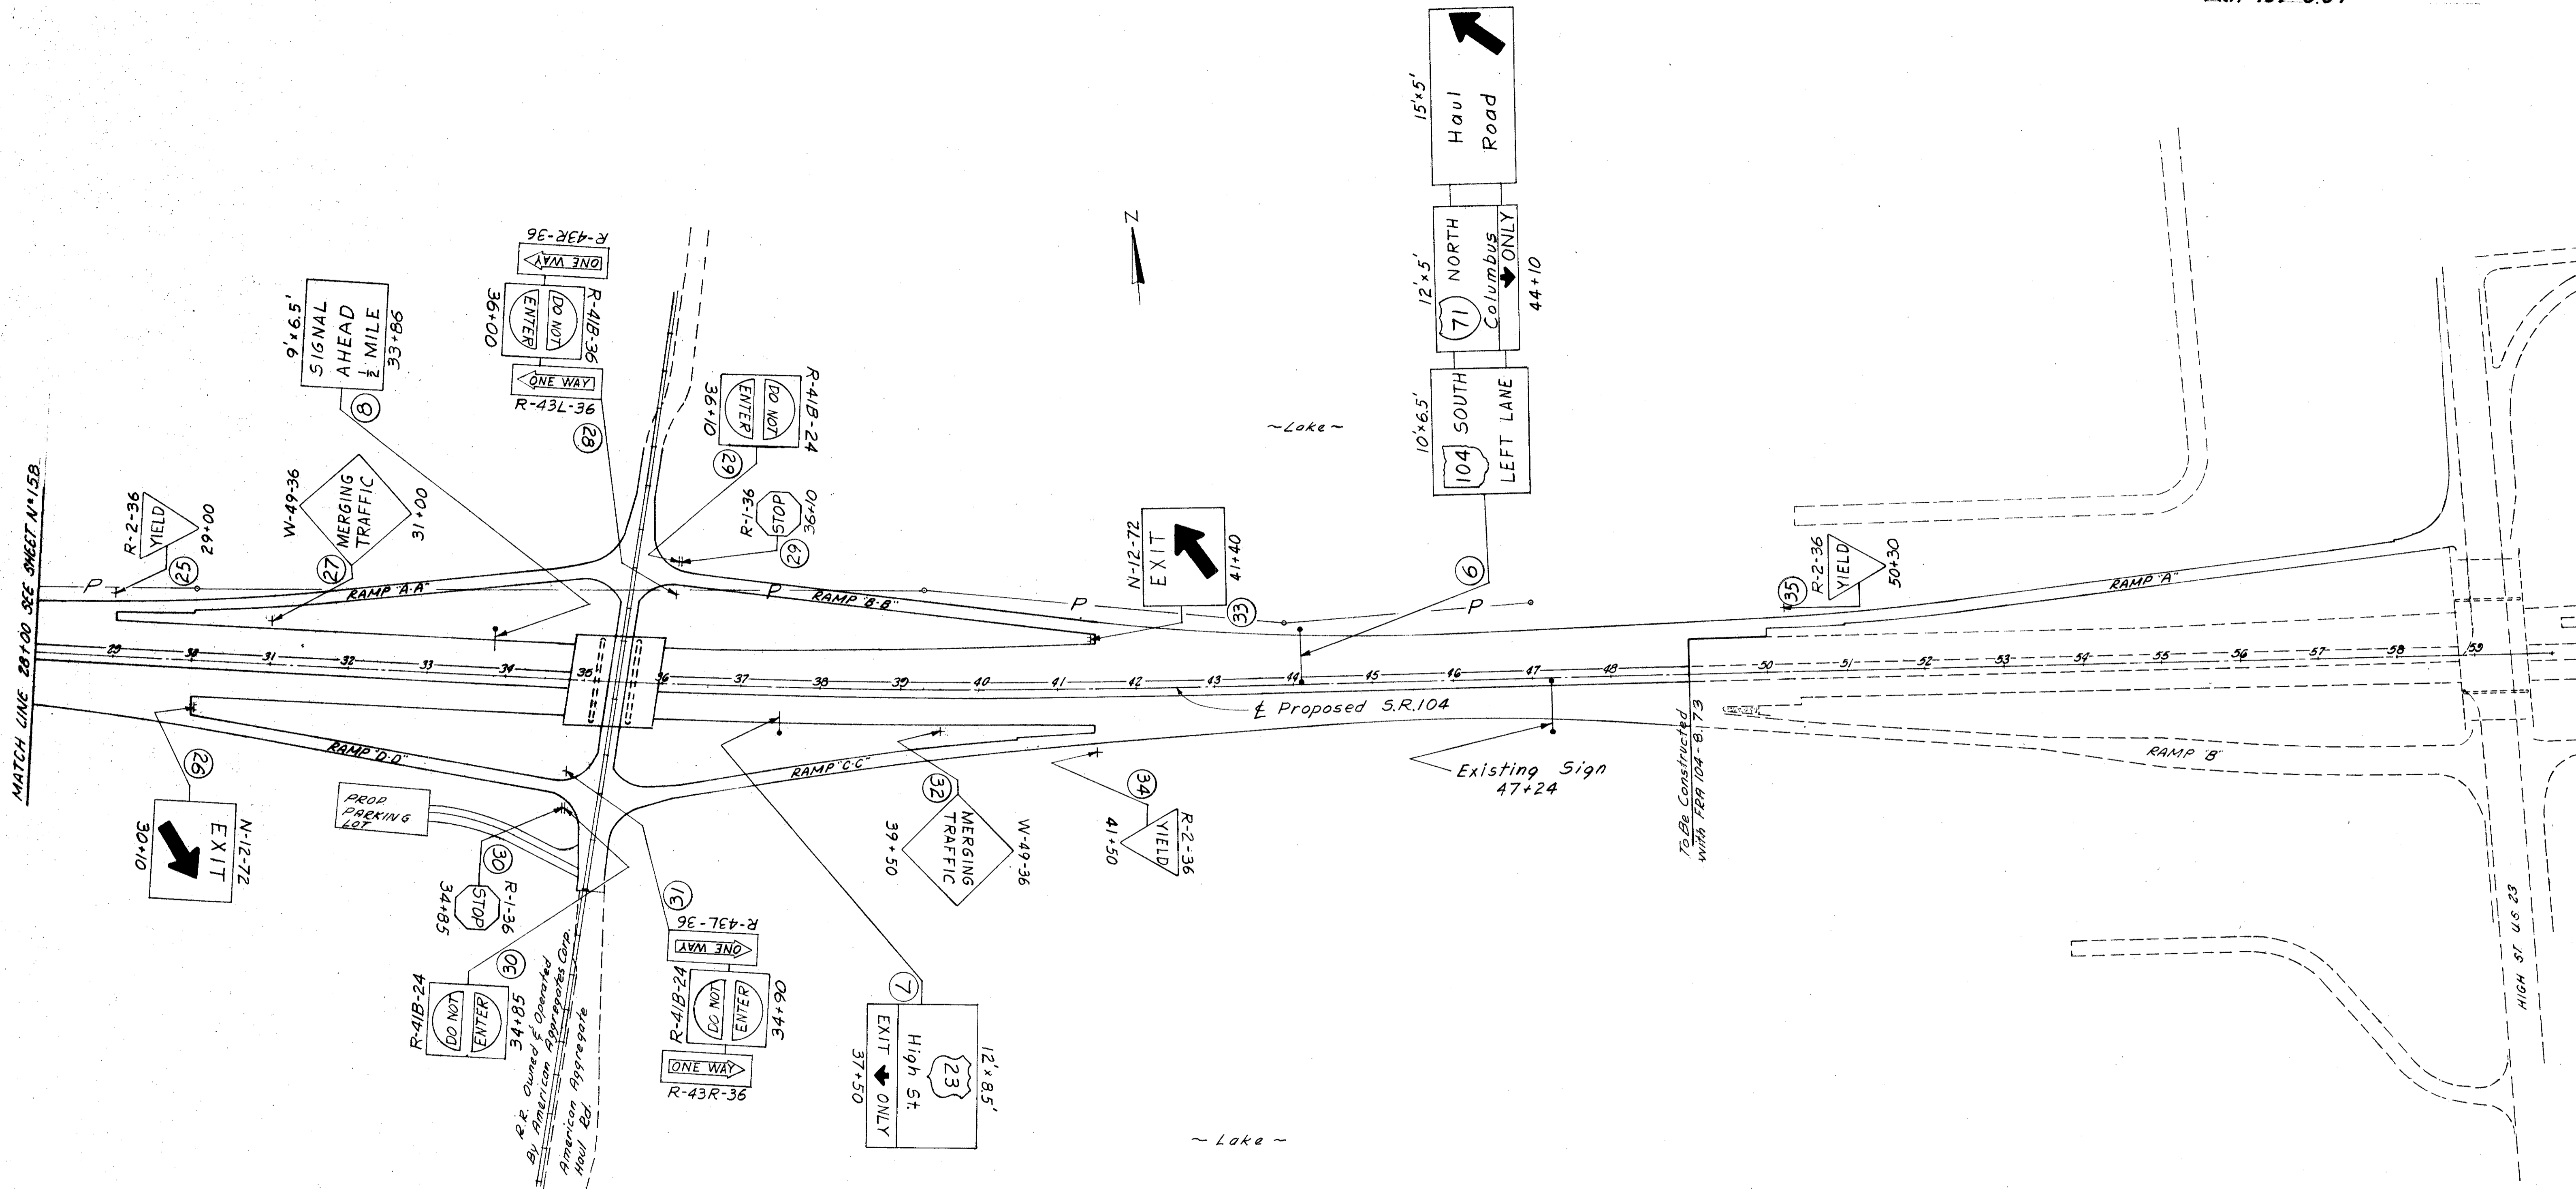 MATCH LINE 28+00 SEE SHEET Nº 158
R-2-36
YIELD
29+00
25
W-49-36
MERGING
TRAFFIC
31+00
27
9'x6.5'
SIGNAL
AHEAD
½ MILE
33+86
8
R-43R-36
ONE WAY
R-41B-36
DO NOT
ENTER
36+00
ONE WAY
R-43L-36
28
R-41B-24
DO NOT
ENTER
36+10
29
R-1-36
STOP
36+10
29
N-12-72
EXIT
41+40
33
Z
~Lake~
15'x5'
Haul
Road
12'x5'
71 NORTH
Columbus
ONLY
44+10
10'x6.5'
104 SOUTH
LEFT LANE
6
R-2-36
YIELD
50+30
35
P
P
P
P
RAMP "A-A"
RAMP "B-B"
RAMP "A"
29 30 31 32 33 34 35 36 37 38 39 40 41 42 43 44 45 46 47 48 50 51 52 53 54 55 56 57 58 59
℄ Proposed S.R.104
RAMP "D-D"
RAMP "C-C"
RAMP "B"
Existing Sign
47+24
To Be Constructed
with FRA 104-8.73
26
N-12-72
EXIT
30+01
PROP.
PARKING
LOT
30
R-1-36
STOP
34+85
30
R-41B-24
DO NOT
ENTER
34+85
R.R. Owned & Operated
By American Aggregates Corp.
American Aggregate
Haul Rd.
31
R-43L-36
ONE WAY
R-41B-24
DO NOT
ENTER
34+90
ONE WAY
R-43R-36
7
12'x8.5'
23
High St.
EXIT ONLY
37+50
32
W-49-36
MERGING
TRAFFIC
39+50
34
R-2-36
YIELD
41+50
~Lake~
HIGH ST. U.S. 23